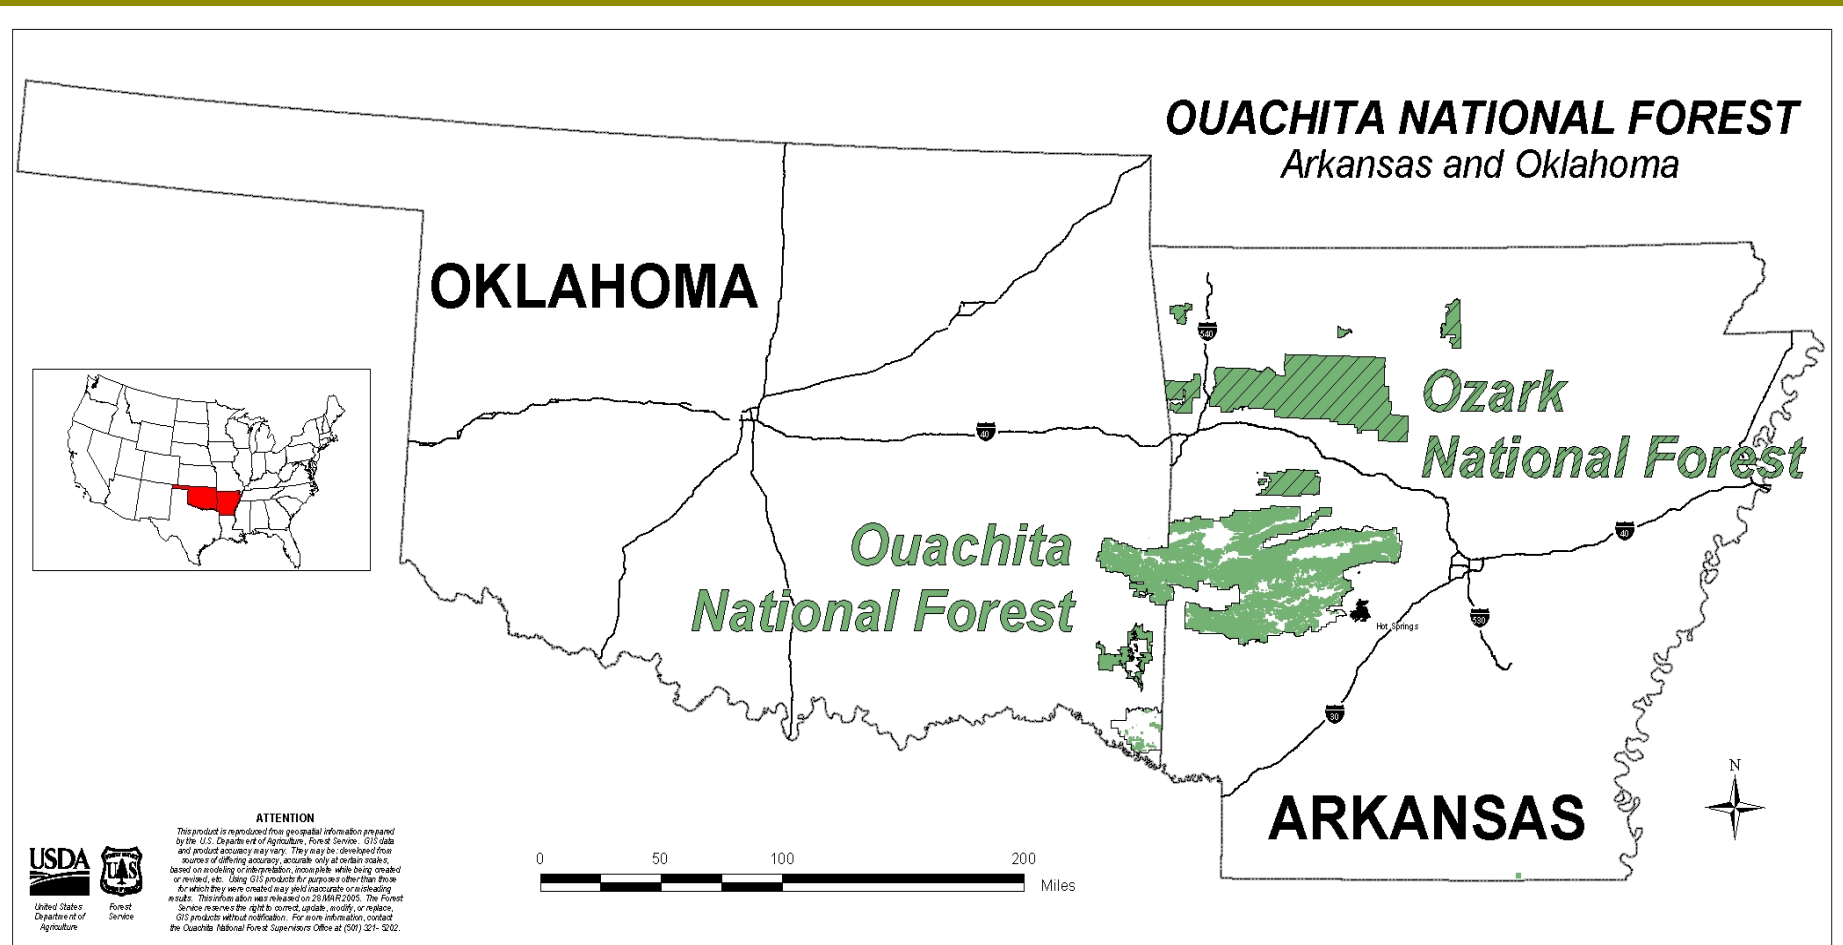 OUACHITA NATIONAL FOREST
Arkansas and Oklahoma
OKLAHOMA
540
Ozark
National Forest
40
Ouachita
National Forest
40
Hot Springs
530
30
N
ARKANSAS
ATTENTION
This product is reproduced from geospatial information prepared
by the U.S. Department of Agriculture, Forest Service. GIS data
and product accuracy may vary. They may be: developed from
sources of differing accuracy, accurate only at certain scales,
based on modeling or interpretation, incomplete while being created
or revised, etc. Using GIS products for purposes other than those
for which they were created may yield inaccurate or misleading
results. This information was released on 28MAR2005. The Forest
Service reserves the right to correct, update, modify, or replace,
GIS products without notification. For more information, contact
the Ouachita National Forest Supervisors Office at (501) 321-5202.
USDA
United States
Department of
Agriculture
FOREST SERVICE
U S
Forest
Service
0 50 100 200
Miles